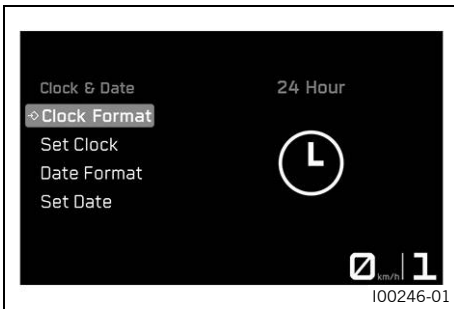 Clock & Date
24 Hour
Clock Format
Set Clock
Date Format
Set Date
0 km/h 1
I00246-01